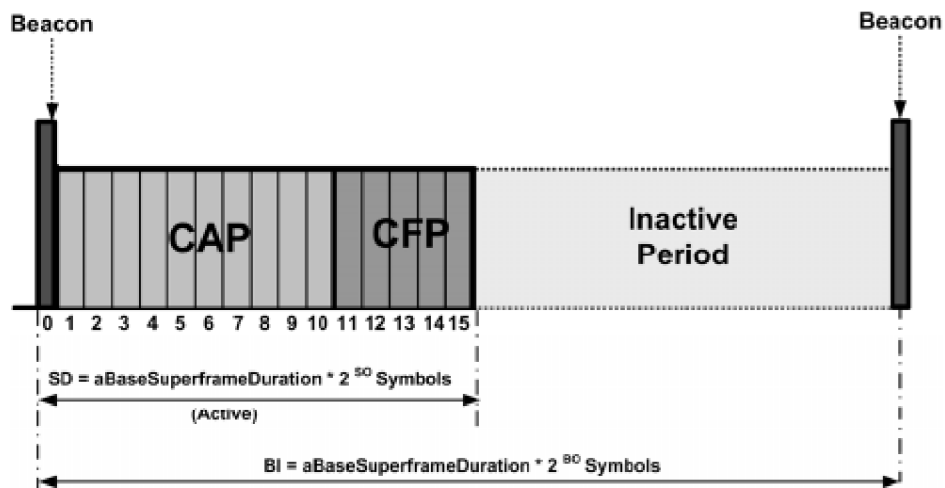 Beacon Beacon
CAP CFP Inactive
Period
0 1 2 3 4 5 6 7 8 9 10 11 12 13 14 15
SD = aBaseSuperframeDuration * 2 SO Symbols
(Active)
BI = aBaseSuperframeDuration * 2 BO Symbols